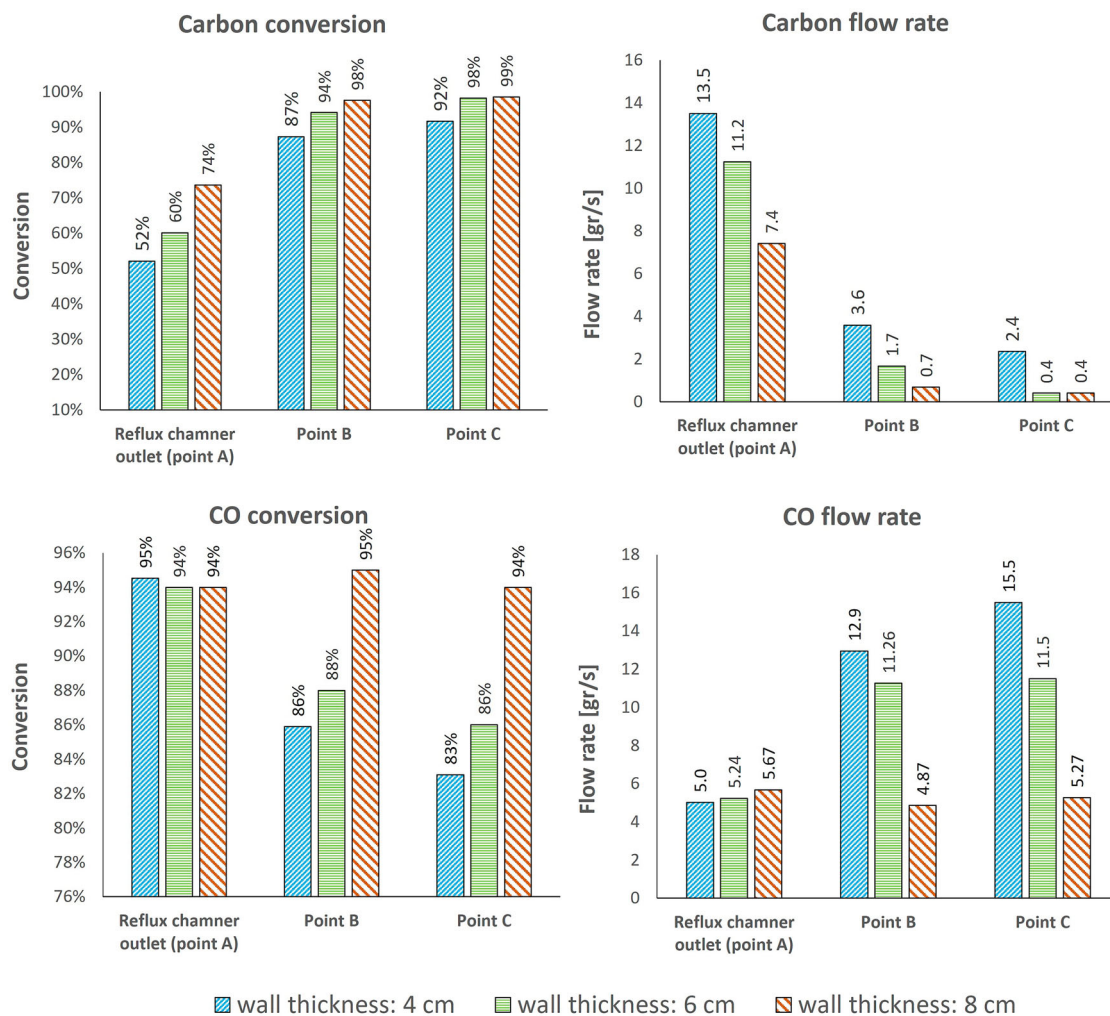 Carbon conversion
Conversion
100%
90%
80%
70%
60%
50%
40%
30%
20%
10%
52%
60%
74%
87%
94%
98%
92%
98%
99%
Reflux chamner
outlet (point A)
Point B
Point C
Carbon flow rate
Flow rate [gr/s]
16
14
12
10
8
6
4
2
0
13.5
11.2
7.4
3.6
1.7
0.7
2.4
0.4
0.4
Reflux chamner
outlet (point A)
Point B
Point C
CO conversion
Conversion
96%
94%
92%
90%
88%
86%
84%
82%
80%
78%
76%
95%
94%
94%
86%
88%
95%
83%
86%
94%
Reflux chamner
outlet (point A)
Point B
Point C
CO flow rate
Flow rate [gr/s]
18
16
14
12
10
8
6
4
2
0
5.0
5.24
5.67
12.9
11.26
4.87
15.5
11.5
5.27
Reflux chamner
outlet (point A)
Point B
Point C
wall thickness: 4 cm
wall thickness: 6 cm
wall thickness: 8 cm